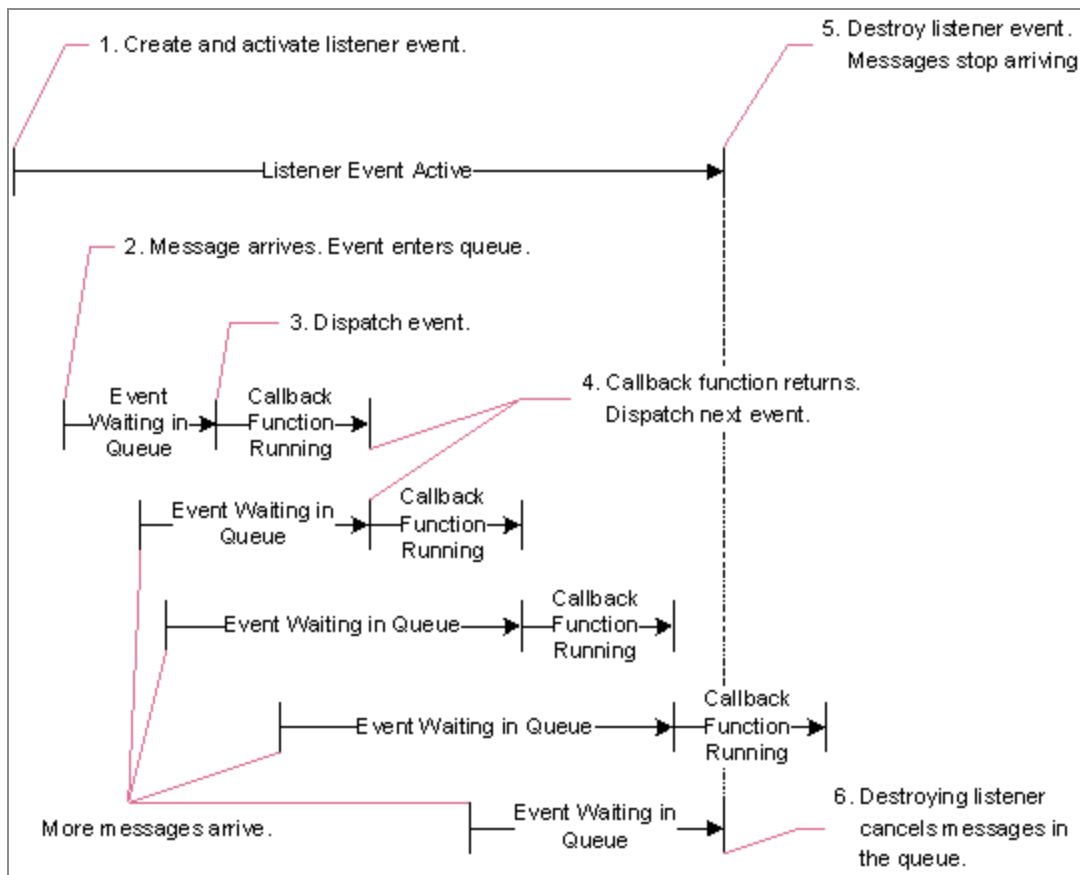 1. Create and activate listener event.
5. Destroy listener event.
Messages stop arriving
Listener Event Active
2. Message arrives. Event enters queue.
3. Dispatch event.
4. Callback function returns.
Dispatch next event.
Event
Waiting in
Queue
Callback
Function
Running
Event Waiting in
Queue
Callback
Function
Running
Event Waiting in Queue
Callback
Function
Running
Event Waiting in Queue
Callback
Function
Running
More messages arrive.
Event Waiting in
Queue
6. Destroying listener
cancels messages in
the queue.